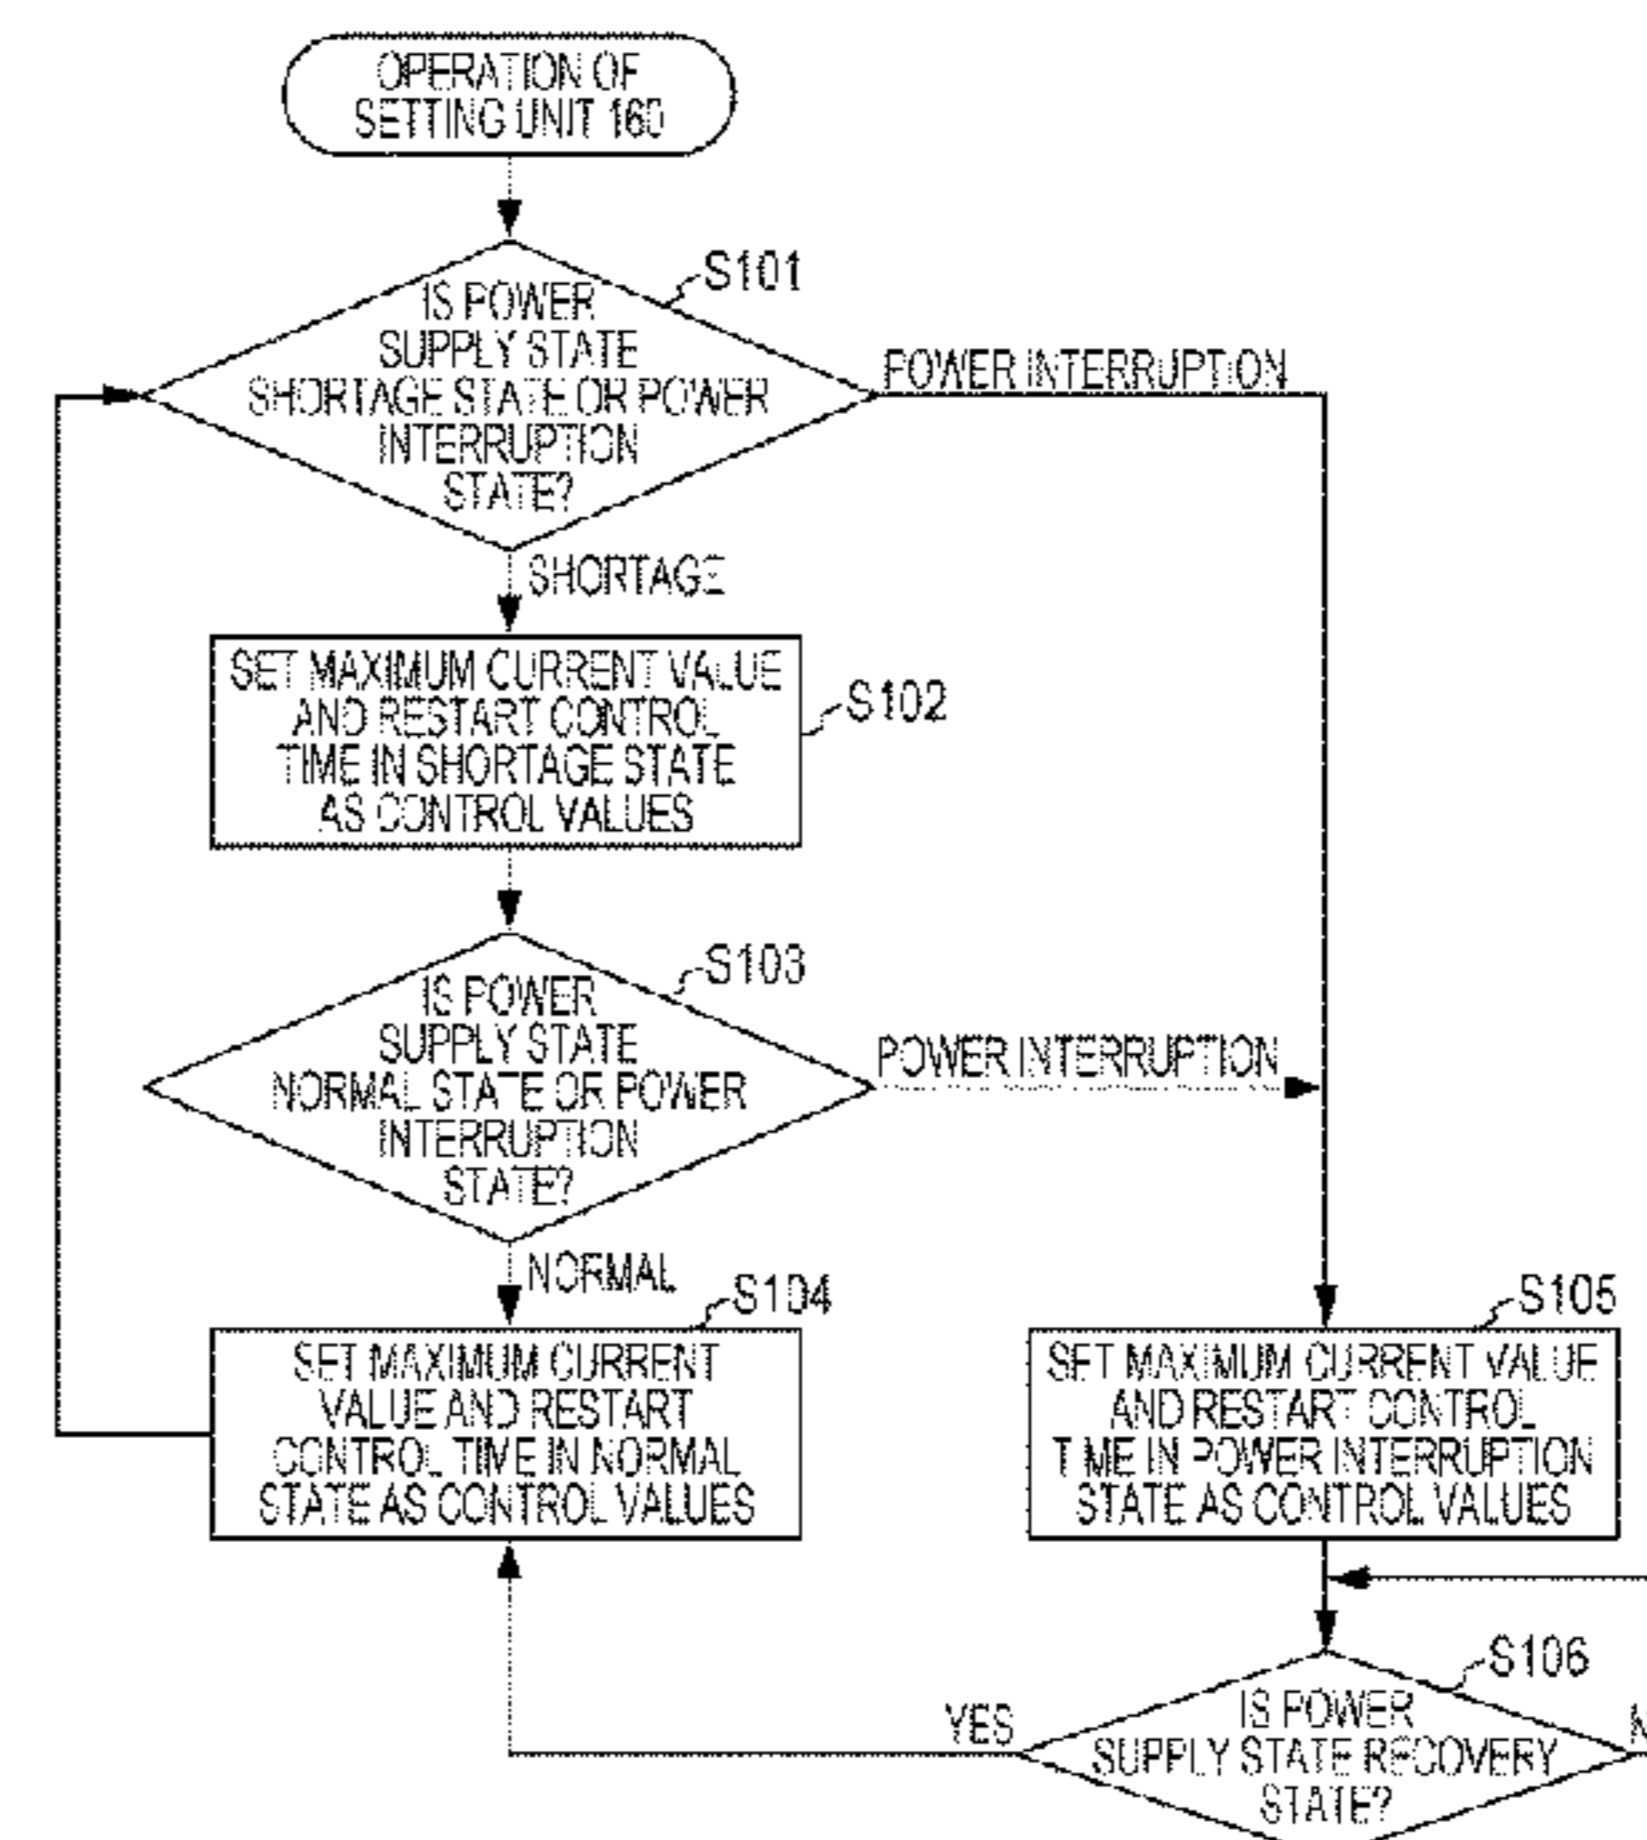 OPERATION OF
SETTING UNIT 160
S101
IS POWER
SUPPLY STATE
SHORTAGE STATE OR POWER
INTERRUPTION
STATE?
POWER INTERRUPTION
SHORTAGE
SET MAXIMUM CURRENT VALUE
AND RESTART CONTROL
TIME IN SHORTAGE STATE
AS CONTROL VALUES
S102
S103
IS POWER
SUPPLY STATE
NORMAL STATE OR POWER
INTERRUPTION
STATE?
POWER INTERRUPTION
NORMAL
S104
SET MAXIMUM CURRENT
VALUE AND RESTART
CONTROL TIME IN NORMAL
STATE AS CONTROL VALUES
S105
SET MAXIMUM CURRENT VALUE
AND RESTART CONTROL
TIME IN POWER INTERRUPTION
STATE AS CONTROL VALUES
S106
IS POWER
SUPPLY STATE RECOVERY
STATE?
YES